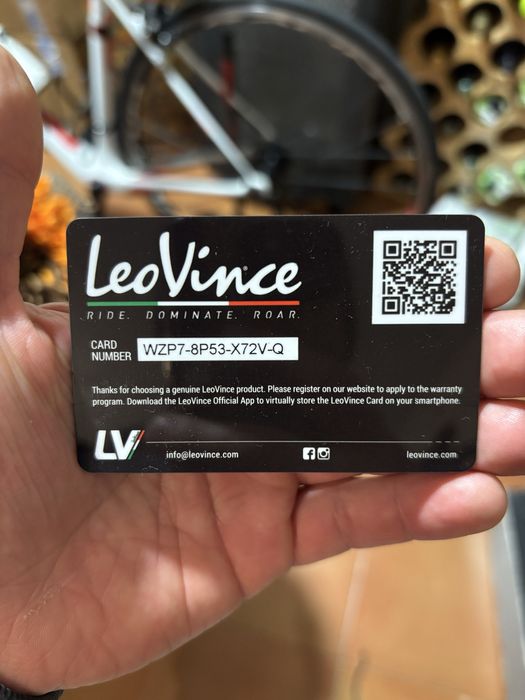 LeoVince
RIDE. DOMINATE. ROAR.
CARD
NUMBER
WZP7-8P53-X72V-Q
Thanks for choosing a genuine LeoVince product. Please register on our website to apply to the warranty
program. Download the LeoVince Official App to virtually store the LeoVince Card on your smartphone.
LV
info@leovince.com
leovince.com